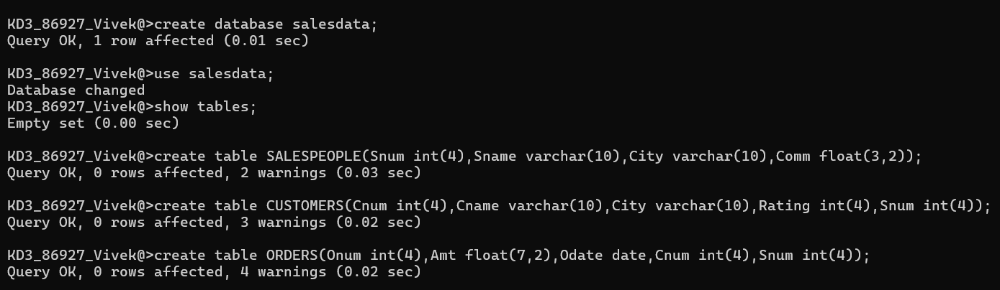 KD3_86927_Vivek@>create database salesdata;
Query OK, 1 row affected (0.01 sec)
KD3_86927_Vivek@>use salesdata;
Database changed
KD3_86927_Vivek@>show tables;
Empty set (0.00 sec)
KD3_86927_Vivek@>create table SALESPEOPLE(Snum int(4),Sname varchar(10),City varchar(10),Comm float(3,2));
Query OK, 0 rows affected, 2 warnings (0.03 sec)
KD3_86927_Vivek@>create table CUSTOMERS(Cnum int(4),Cname varchar(10),City varchar(10),Rating int(4),Snum int(4));
Query OK, 0 rows affected, 3 warnings (0.02 sec)
KD3_86927_Vivek@>create table ORDERS(Onum int(4),Amt float(7,2),Odate date,Cnum int(4),Snum int(4));
Query OK, 0 rows affected, 4 warnings (0.02 sec)